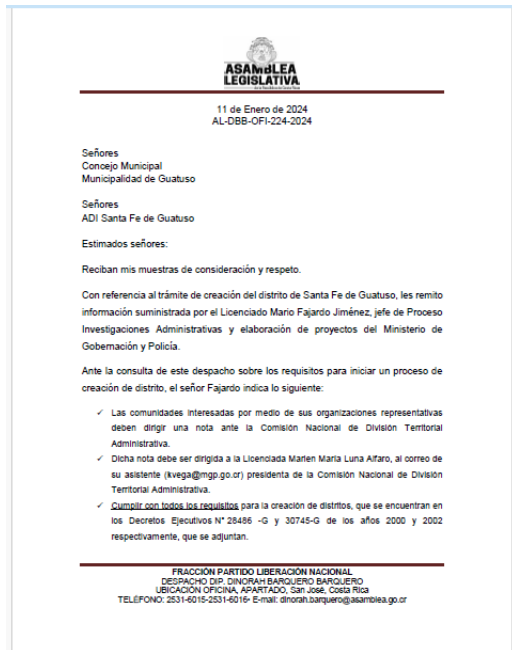 ASAMBLEA
LEGISLATIVA
11 de Enero de 2024
AL-DBB-OFI-224-2024
Señores
Concejo Municipal
Municipalidad de Guatuso
Señores
ADI Santa Fe de Guatuso
Estimados señores:
Reciban mis muestras de consideración y respeto.
Con referencia al trámite de creación del distrito de Santa Fe de Guatuso, les remito
información suministrada por el Licenciado Mario Fajardo Jiménez, jefe de Proceso
Investigaciones Administrativas y elaboración de proyectos del Ministerio de
Gobernación y Policía.
Ante la consulta de este despacho sobre los requisitos para iniciar un proceso de
creación de distrito, el señor Fajardo indica lo siguiente:
✓ Las comunidades interesadas por medio de sus organizaciones representativas
deben dirigir una nota ante la Comisión Nacional de División Territorial
Administrativa.
✓ Dicha nota debe ser dirigida a la Licenciada Marlen María Luna Alfaro, al correo de
su asistente (kvega@mgp.go.cr) presidenta de la Comisión Nacional de División
Territorial Administrativa.
✓ Cumplir con todos los requisitos para la creación de distritos, que se encuentran en
los Decretos Ejecutivos N° 28486 -G y 30745-G de los años 2000 y 2002
respectivamente, que se adjuntan.
FRACCIÓN PARTIDO LIBERACIÓN NACIONAL
DESPACHO DIP. DINORAH BARQUERO BARQUERO
UBICACIÓN OFICINA, APARTADO, San José, Costa Rica
TELÉFONO: 2531-6015-2531-6016• E-mail: dinorah.barquero@asamblea.go.cr